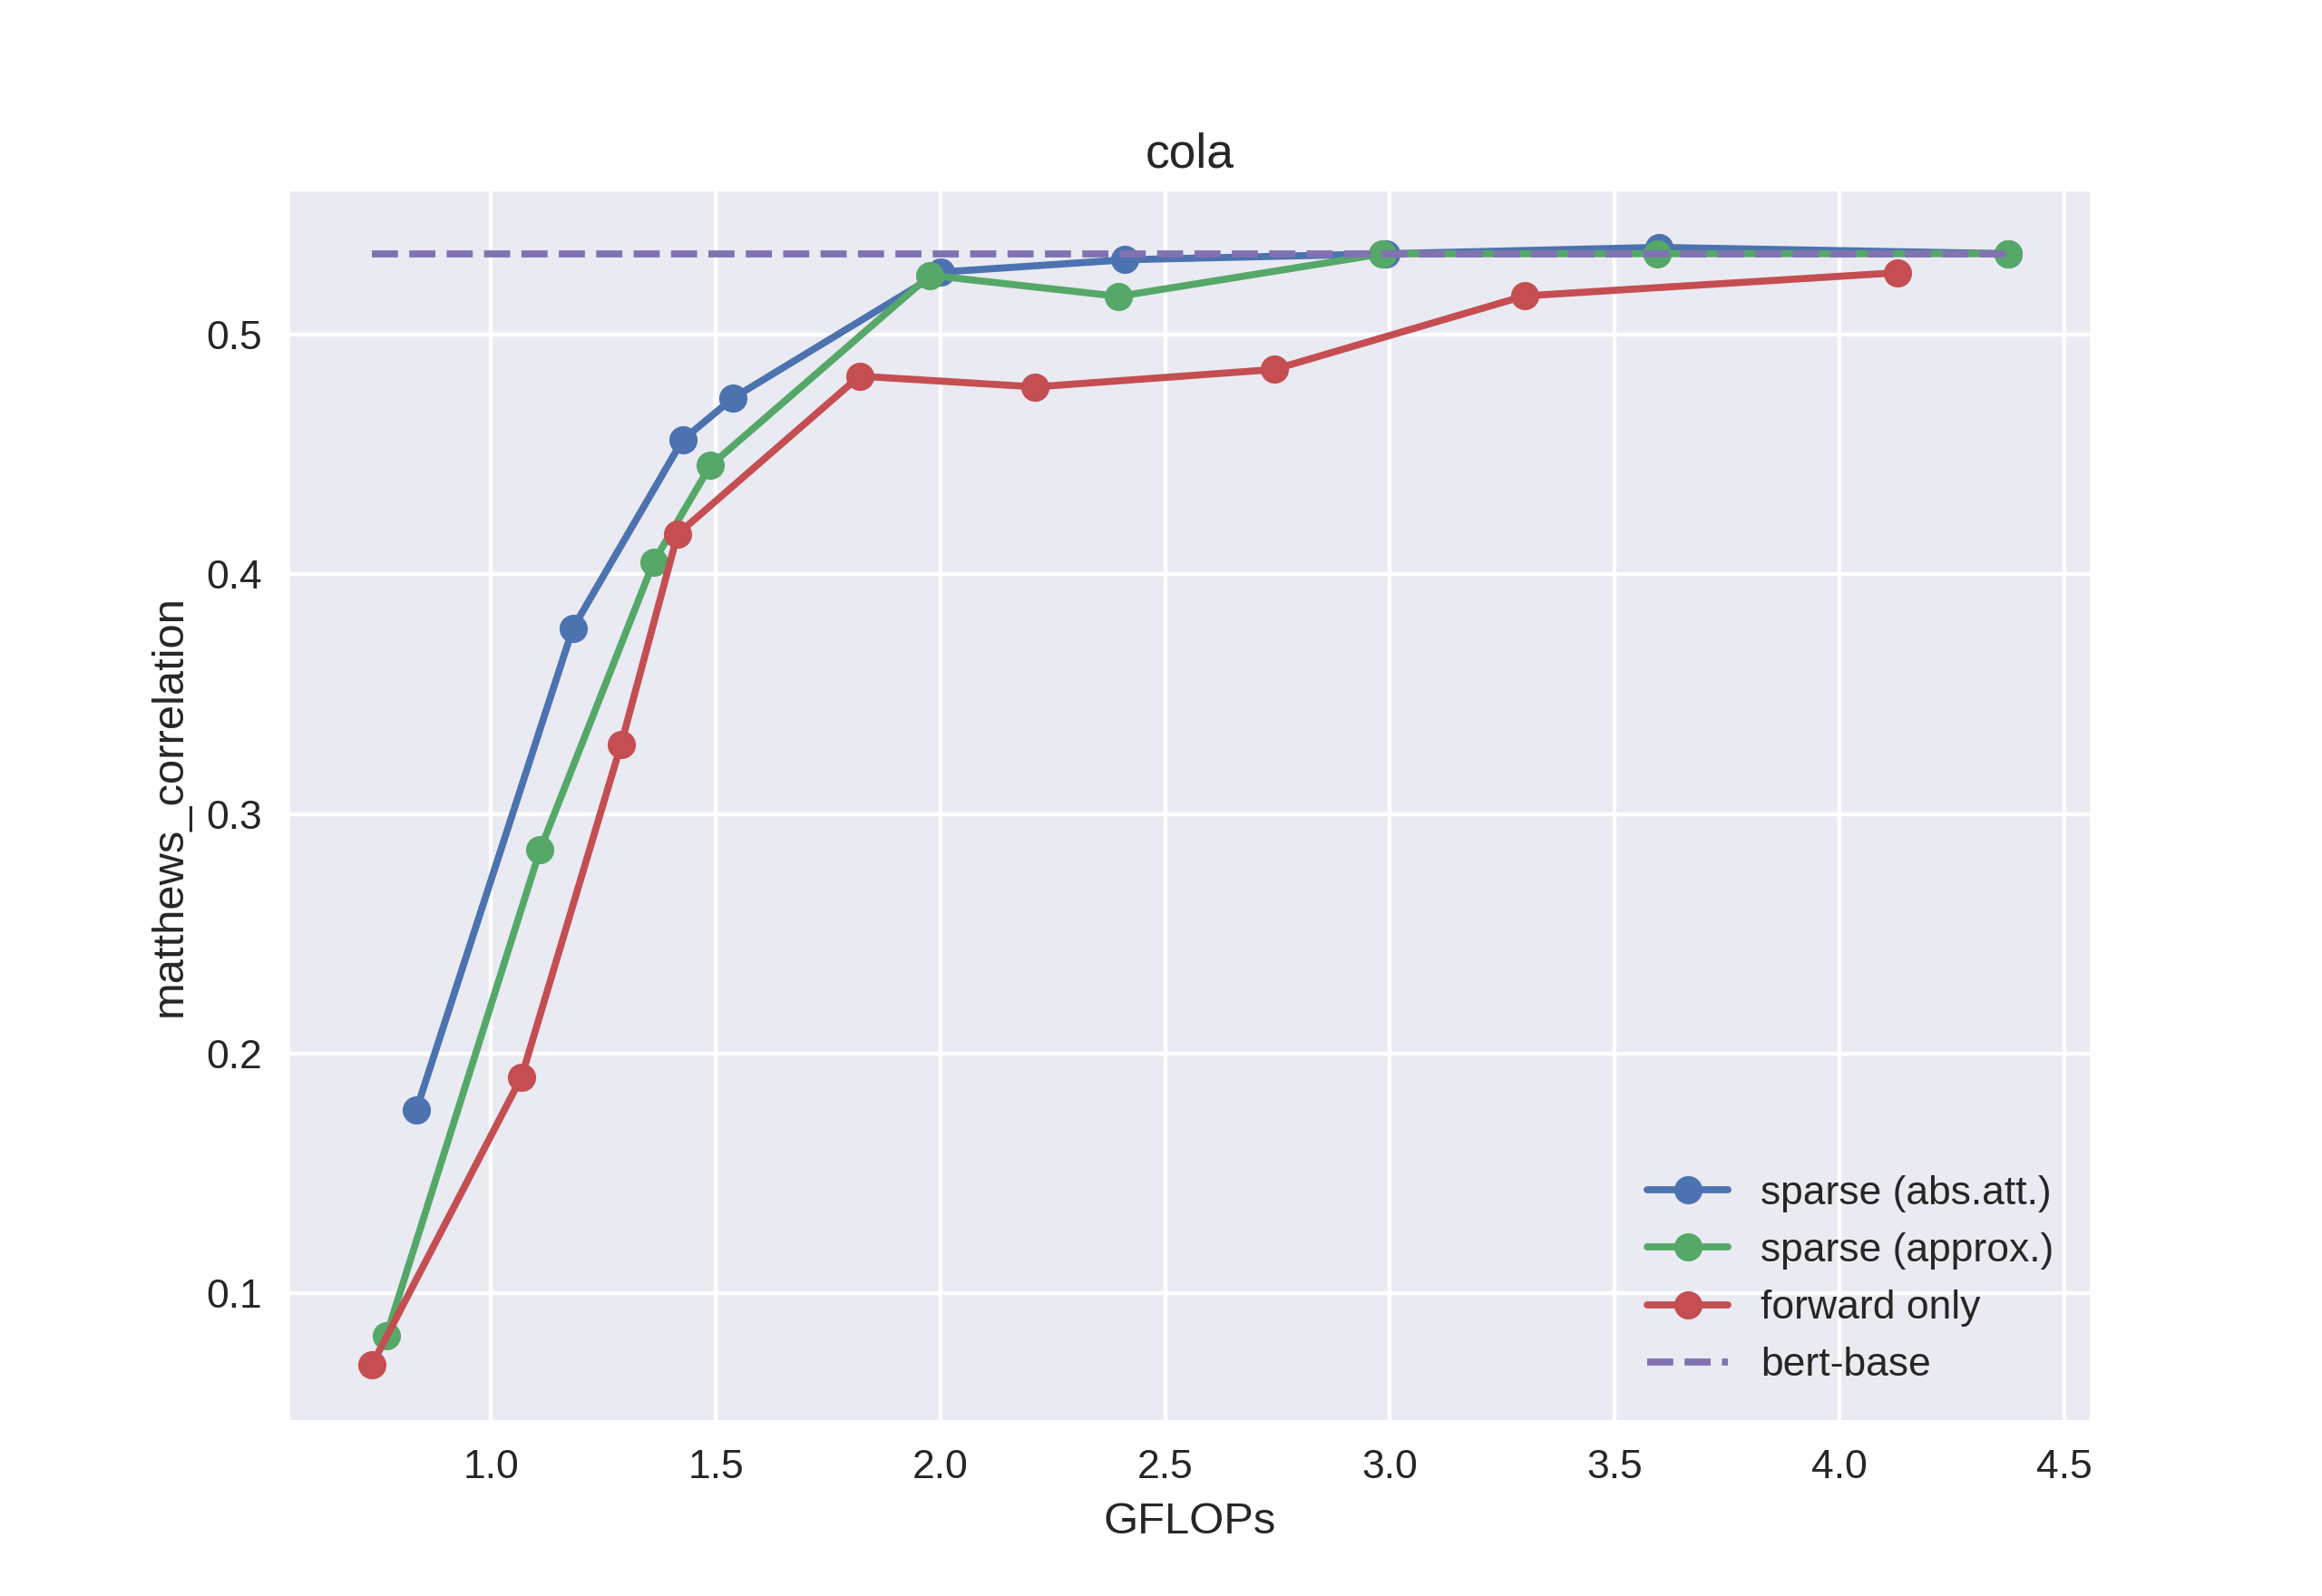 cola
matthews_correlation
0.5
0.4
0.3
0.2
0.1
sparse (abs.att.)
sparse (approx.)
forward only
bert-base
1.0 1.5 2.0 2.5 3.0 3.5 4.0 4.5
GFLOPs